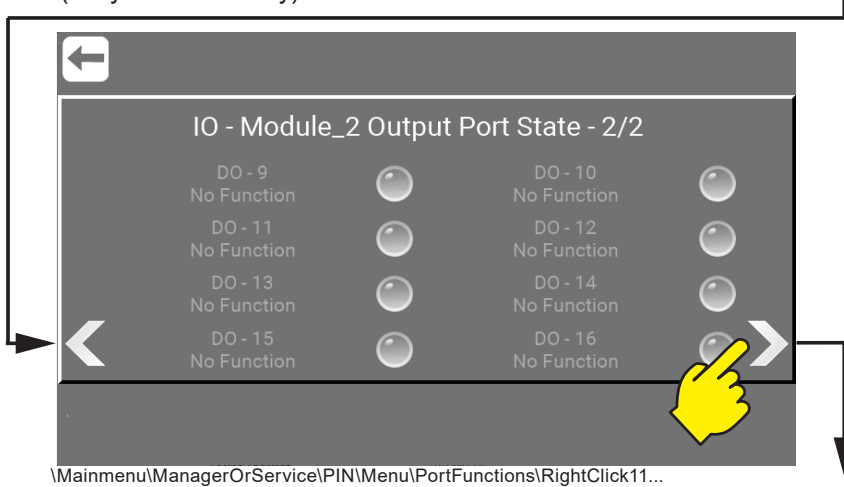 IO - Module_2 Output Port State - 2/2
DO - 9
No Function
DO - 10
No Function
DO - 11
No Function
DO - 12
No Function
DO - 13
No Function
DO - 14
No Function
DO - 15
No Function
DO - 16
No Function
\Mainmenu\ManagerOrService\PIN\Menu\PortFunctions\RightClick11...